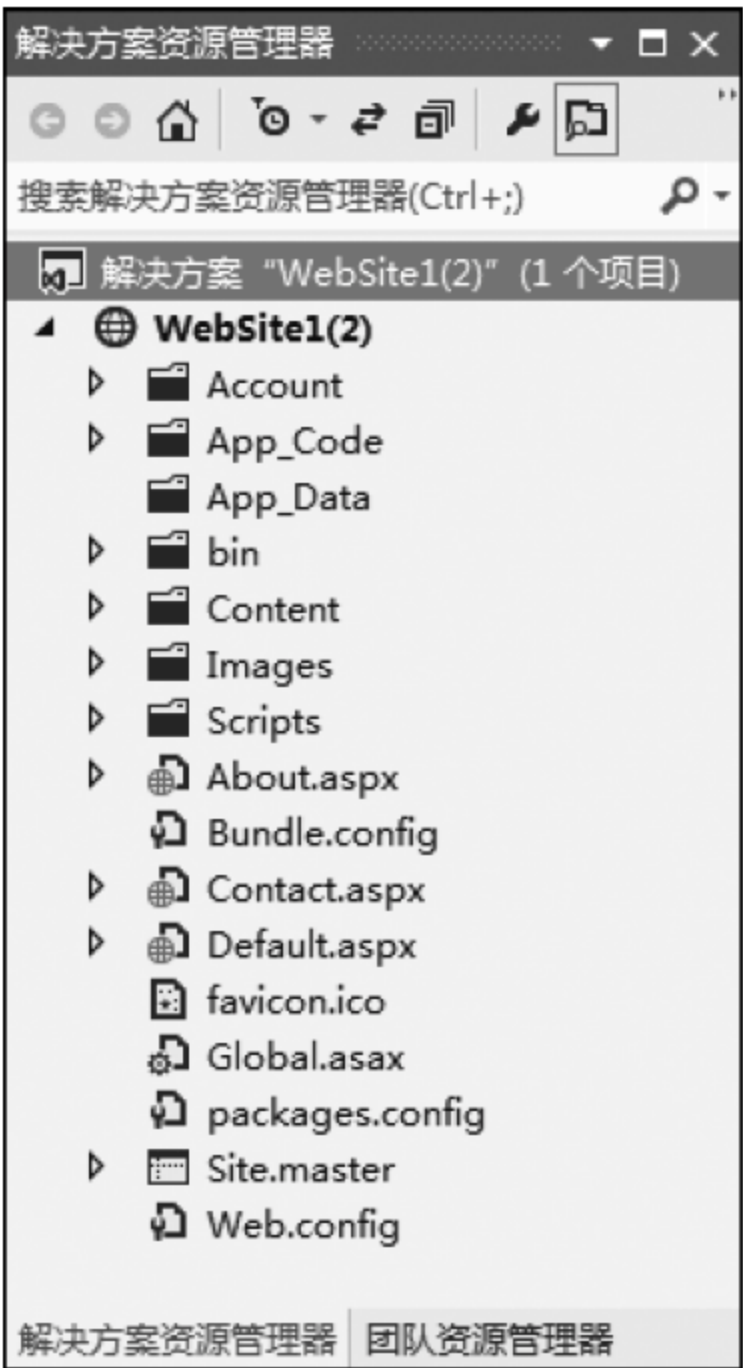 解决方案资源管理器
搜索解决方案资源管理器(Ctrl+;)
解决方案“WebSite1(2)”(1 个项目)
WebSite1(2)
Account
App_Code
App_Data
bin
Content
Images
Scripts
About.aspx
Bundle.config
Contact.aspx
Default.aspx
favicon.ico
Global.asax
packages.config
Site.master
Web.config
解决方案资源管理器 团队资源管理器